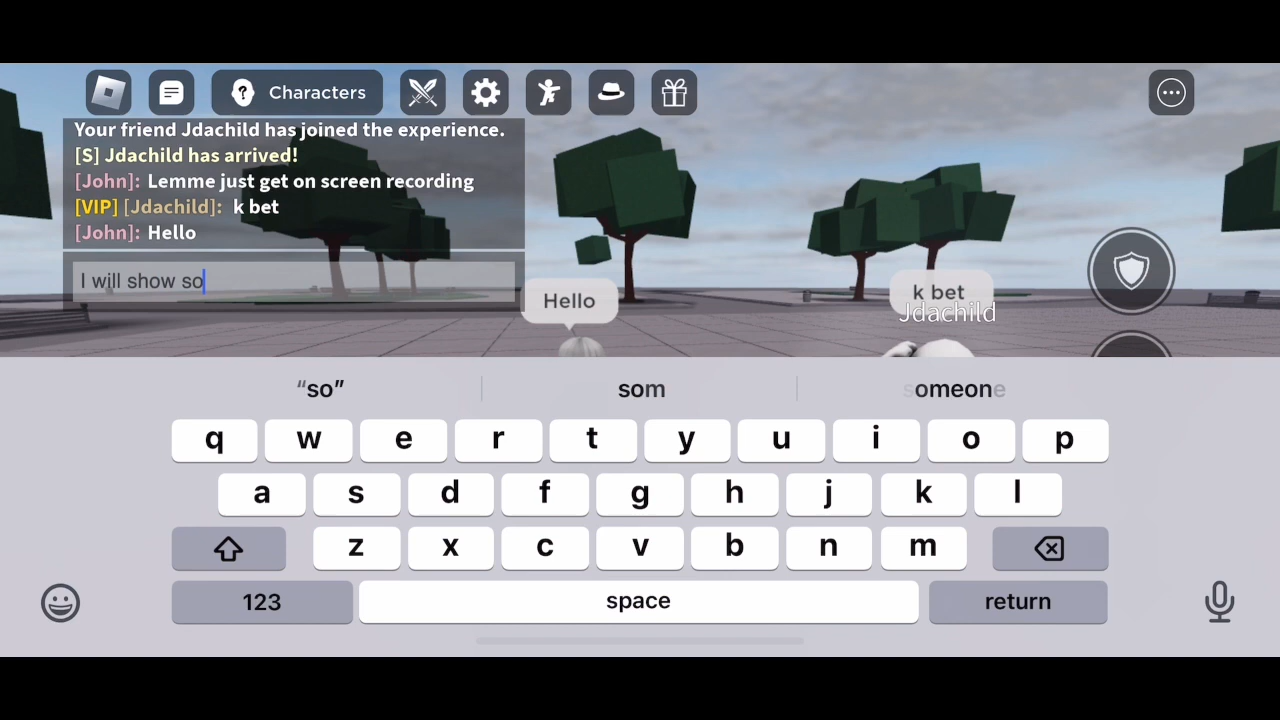 Characters
Your friend Jdachild has joined the experience.
[S] Jdachild has arrived!
[John]: Lemme just get on screen recording
[VIP] [Jdachild]: k bet
[John]: Hello
I will show so
Hello
k bet
Jdachild
“so” som someone
q w e r t y u i o p
a s d f g h j k l
z x c v b n m
123 space return